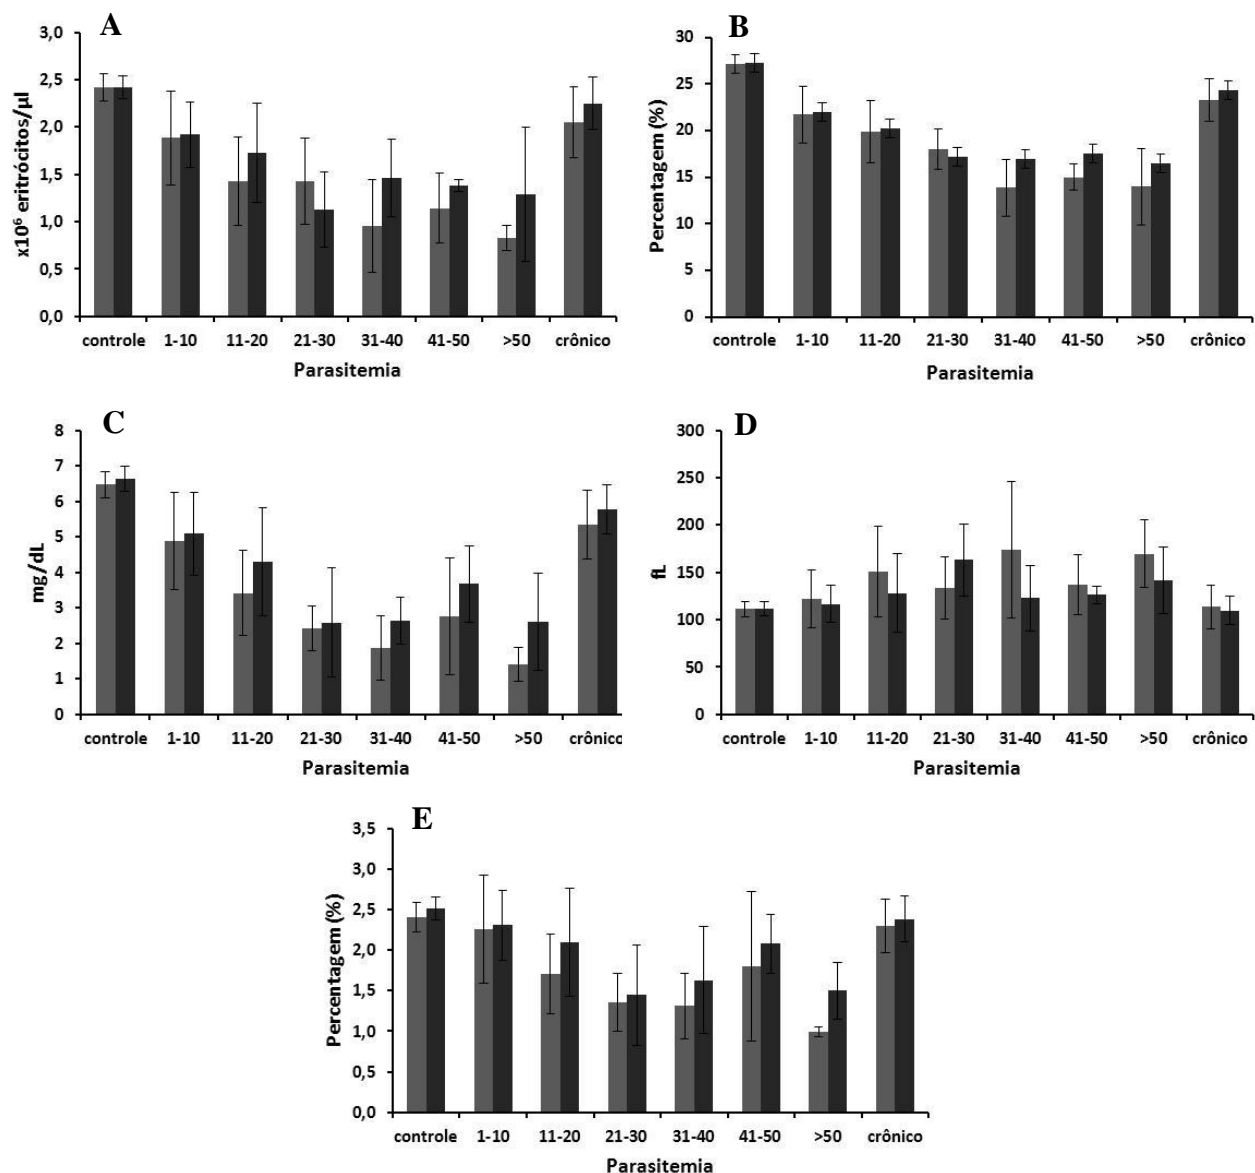 A
x10⁶ eritrócitos/µl
3,0
2,5
2,0
1,5
1,0
0,5
0,0
controle 1-10 11-20 21-30 31-40 41-50 >50 crônico
Parasitemia
B
Percentagem (%)
30
25
20
15
10
5
0
controle 1-10 11-20 21-30 31-40 41-50 >50 crônico
Parasitemia
C
mg/dL
8
7
6
5
4
3
2
1
0
controle 1-10 11-20 21-30 31-40 41-50 >50 crônico
Parasitemia
D
fL
300
250
200
150
100
50
0
controle 1-10 11-20 21-30 31-40 41-50 >50 crônico
Parasitemia
E
Percentagem (%)
3,5
3,0
2,5
2,0
1,5
1,0
0,5
0,0
controle 1-10 11-20 21-30 31-40 41-50 >50 crônico
Parasitemia